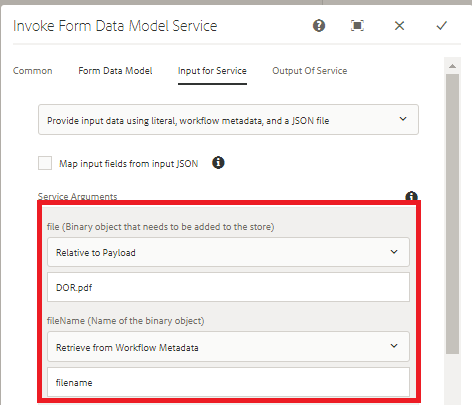 Invoke Form Data Model Service
Common Form Data Model Input for Service Output Of Service
Provide input data using literal, workflow metadata, and a JSON file
Map input fields from input JSON
Service Arguments
file (Binary object that needs to be added to the store)
Relative to Payload
DOR.pdf
fileName (Name of the binary object)
Retrieve from Workflow Metadata
filename